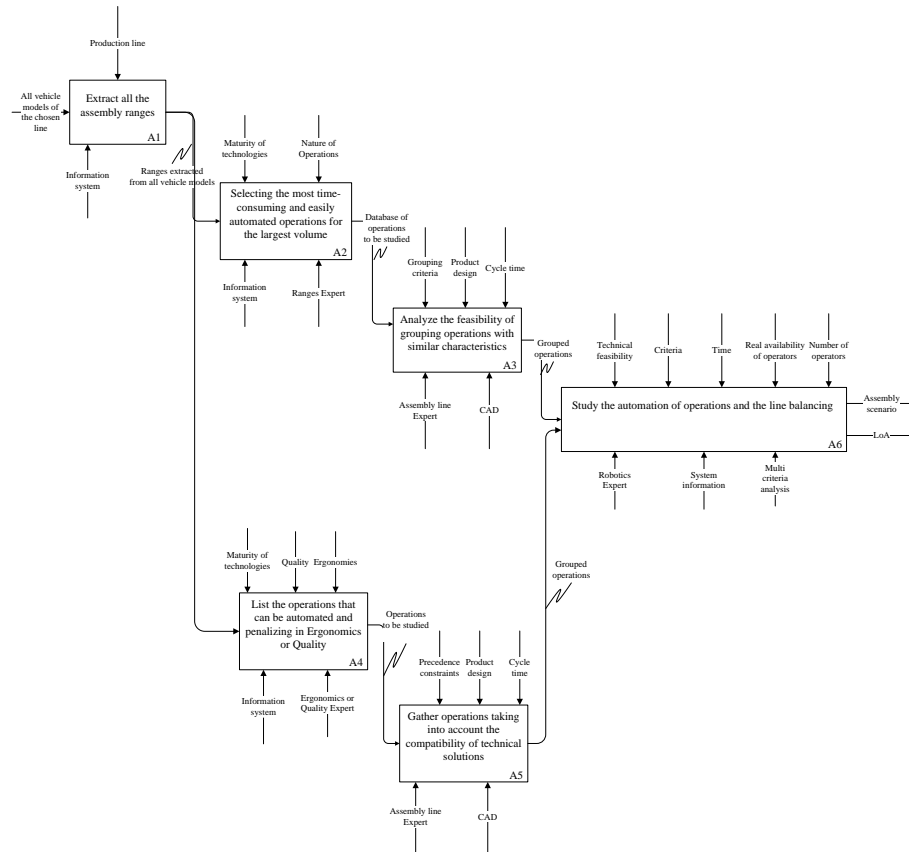 Production line
All vehicle
models of
the chosen
line
Extract all the
assembly ranges
A1
Information
system
Ranges extracted
from all vehicle models
Maturity of
technologies
Nature of
Operations
Selecting the most time-
consuming and easily
automated operations for
the largest volume
A2
Information
system
Ranges Expert
Database of
operations
to be studied
Grouping
criteria
Product
design
Cycle time
Analyze the feasibility of
grouping operations with
similar characteristics
A3
Assembly line
Expert
CAD
Grouped
operations
Technical
feasibility
Criteria
Time
Real availability
of operators
Number of
operators
Study the automation of operations and the line balancing
A6
Assembly
scenario
LoA
Robotics
Expert
System
information
Multi
criteria
analysis
Maturity of
technologies
Quality
Ergonomies
List the operations that
can be automated and
penalizing in Ergonomics
or Quality
A4
Information
system
Ergonomics or
Quality Expert
Operations
to be studied
Grouped
operations
Precedence
constraints
Product
design
Cycle
time
Gather operations taking
into account the
compatibility of technical
solutions
A5
Assembly line
Expert
CAD